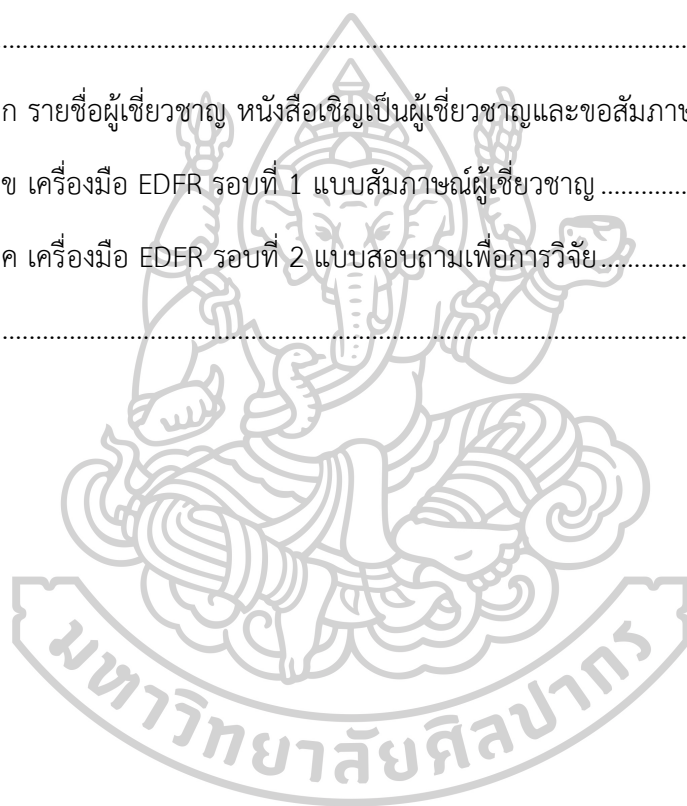 ........................................................................................................
ก รายชื่อผู้เชี่ยวชาญ หนังสือเชิญเป็นผู้เชี่ยวชาญและขอสัมภาษ
ข เครื่องมือ EDFR รอบที่ 1 แบบสัมภาษณ์ผู้เชี่ยวชาญ .............
ค เครื่องมือ EDFR รอบที่ 2 แบบสอบถามเพื่อการวิจัย.............
........................................................................................................
มหาวิทยาลัยศิลปากร